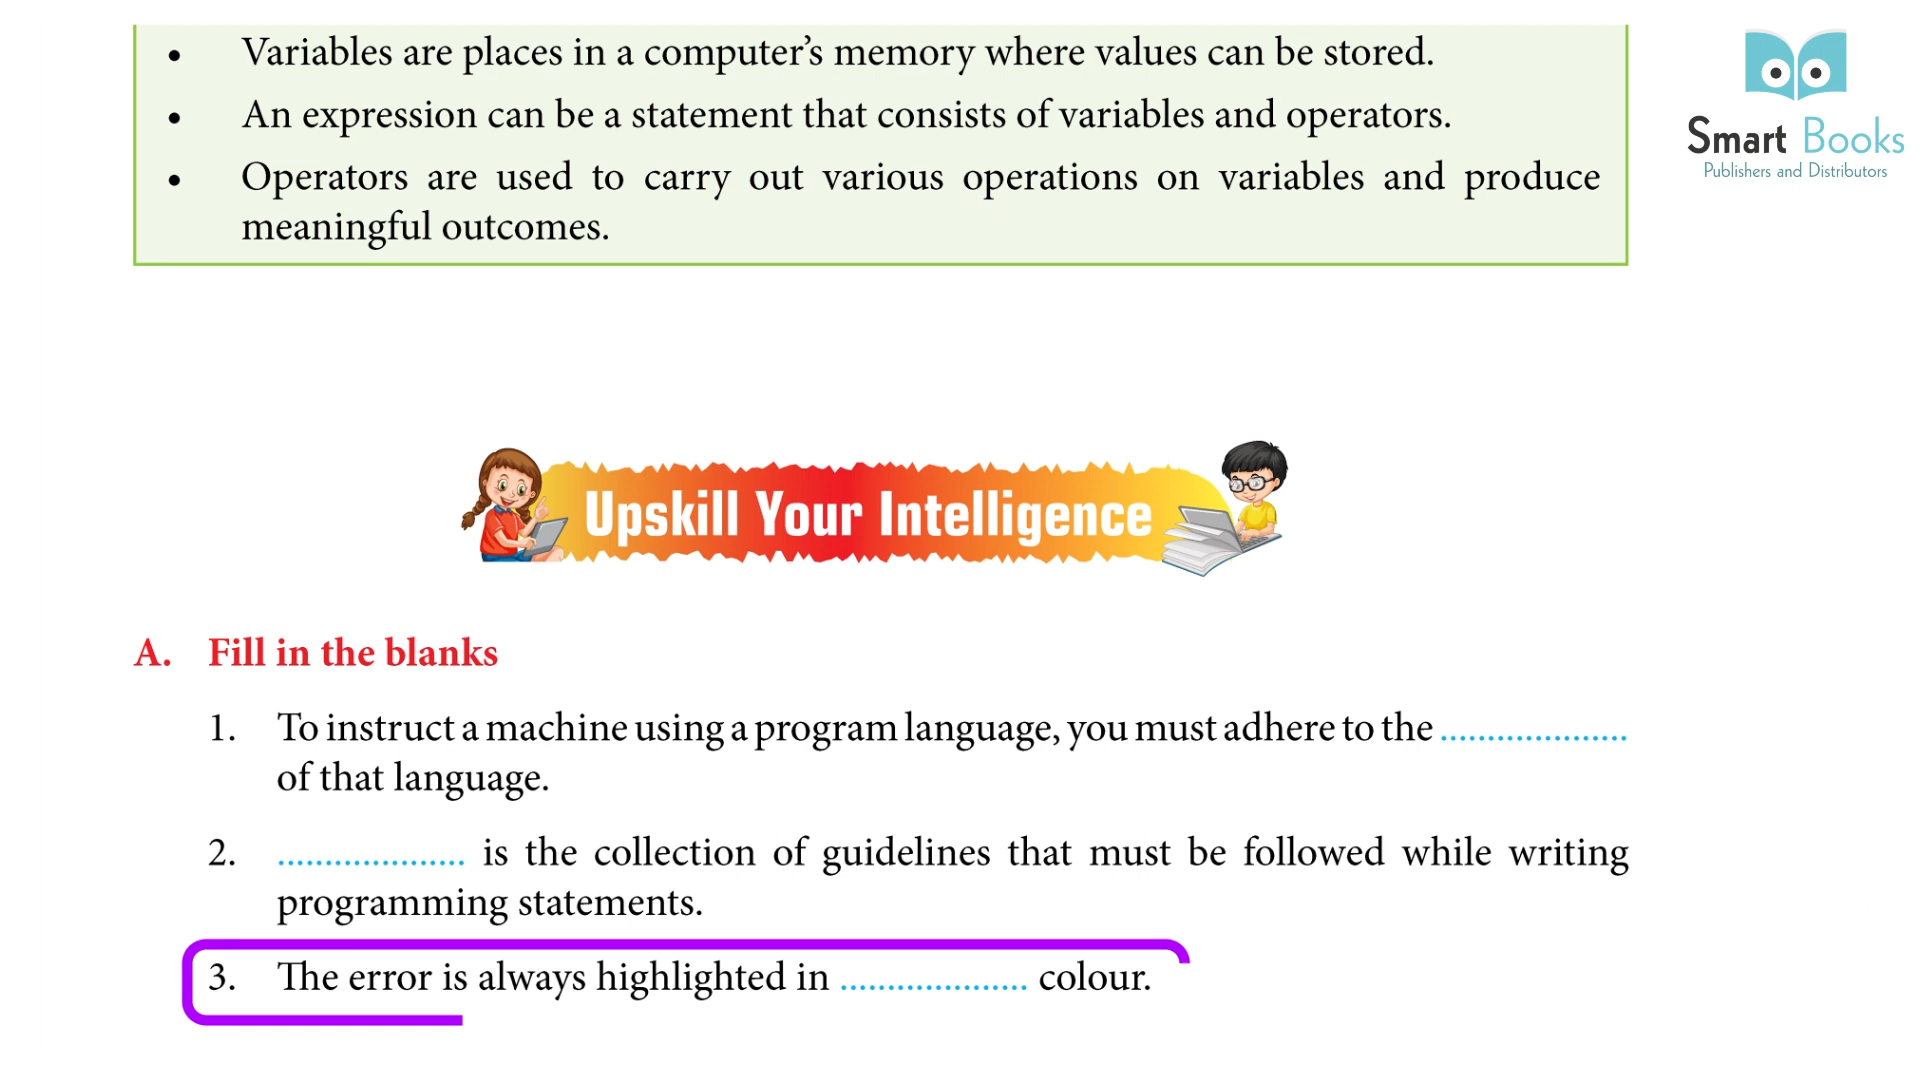 • Variables are places in a computer’s memory where values can be stored.
• An expression can be a statement that consists of variables and operators.
• Operators are used to carry out various operations on variables and produce
meaningful outcomes.
Smart Books
Publishers and Distributors
Upskill Your Intelligence
A. Fill in the blanks
1. To instruct a machine using a program language, you must adhere to the ....................
of that language.
2. .................... is the collection of guidelines that must be followed while writing
programming statements.
3. The error is always highlighted in .................... colour.